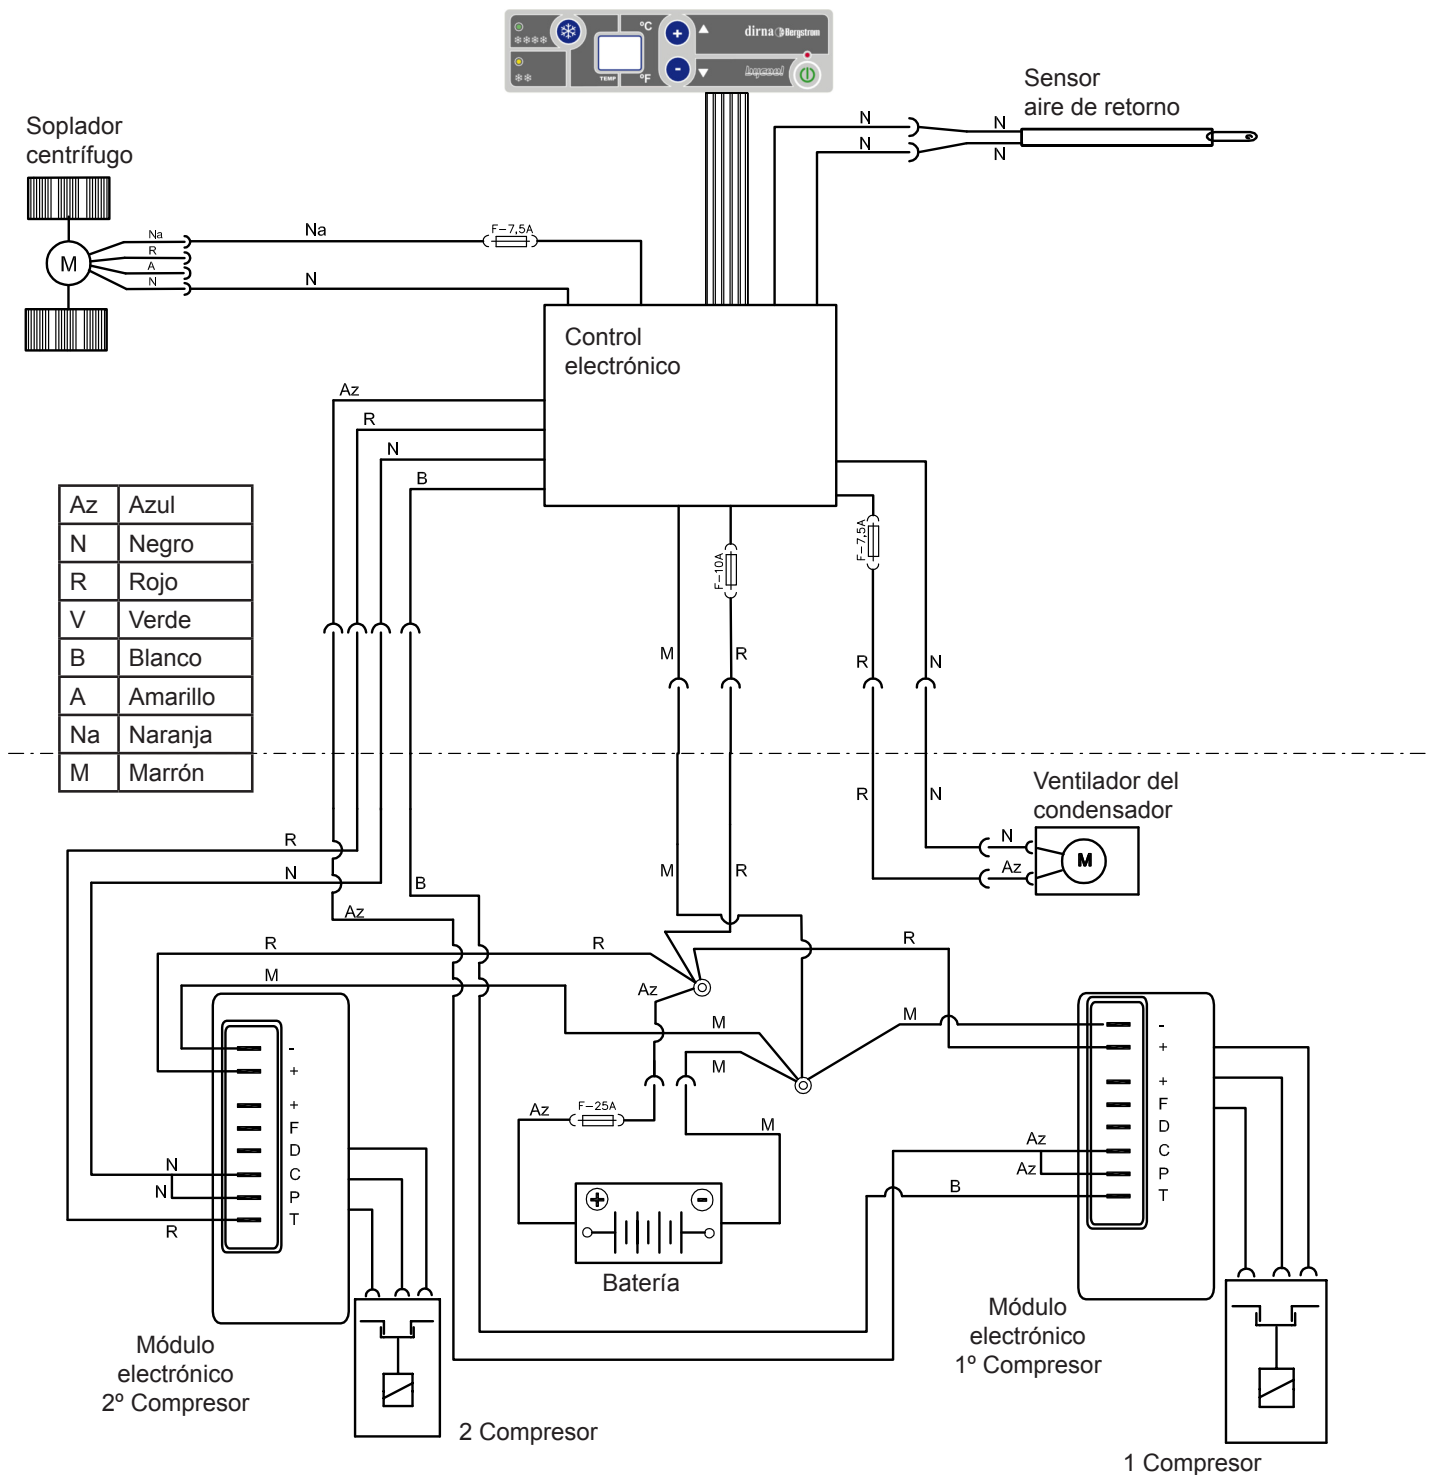 °C
dirna Bergstrom
TEMP
°F
bycool
Sensor
aire de retorno
N
N
N
N
Soplador
centrífugo
Na
R
A
N
M
Na
F-7,5A
N
Control
electrónico
Az
R
N
B
Az Azul
N Negro
R Rojo
V Verde
B Blanco
A Amarillo
Na Naranja
M Marrón
F-10A
F-7,5A
M
R
R
N
R
N
Ventilador del
condensador
N
Az
M
R
N
B
Az
M
R
R
M
R
R
Az
M
M
M
-
+
+
F
D
C
P
T
N
N
R
Az
F-25A
M
+
-
Batería
-
+
+
F
D
C
P
T
Az
Az
B
Módulo
electrónico
2º Compresor
2 Compresor
Módulo
electrónico
1º Compresor
1 Compresor